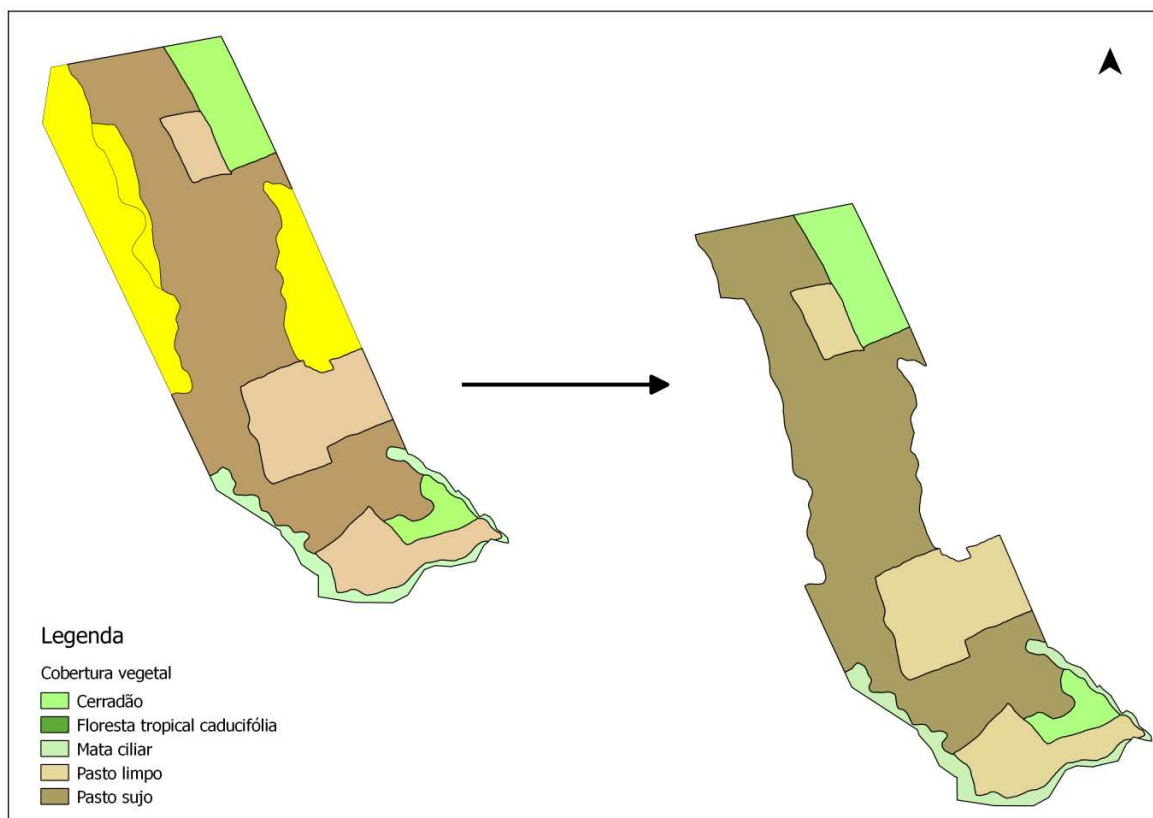 Legenda
Cobertura vegetal
Cerradão
Floresta tropical caducifólia
Mata ciliar
Pasto limpo
Pasto sujo